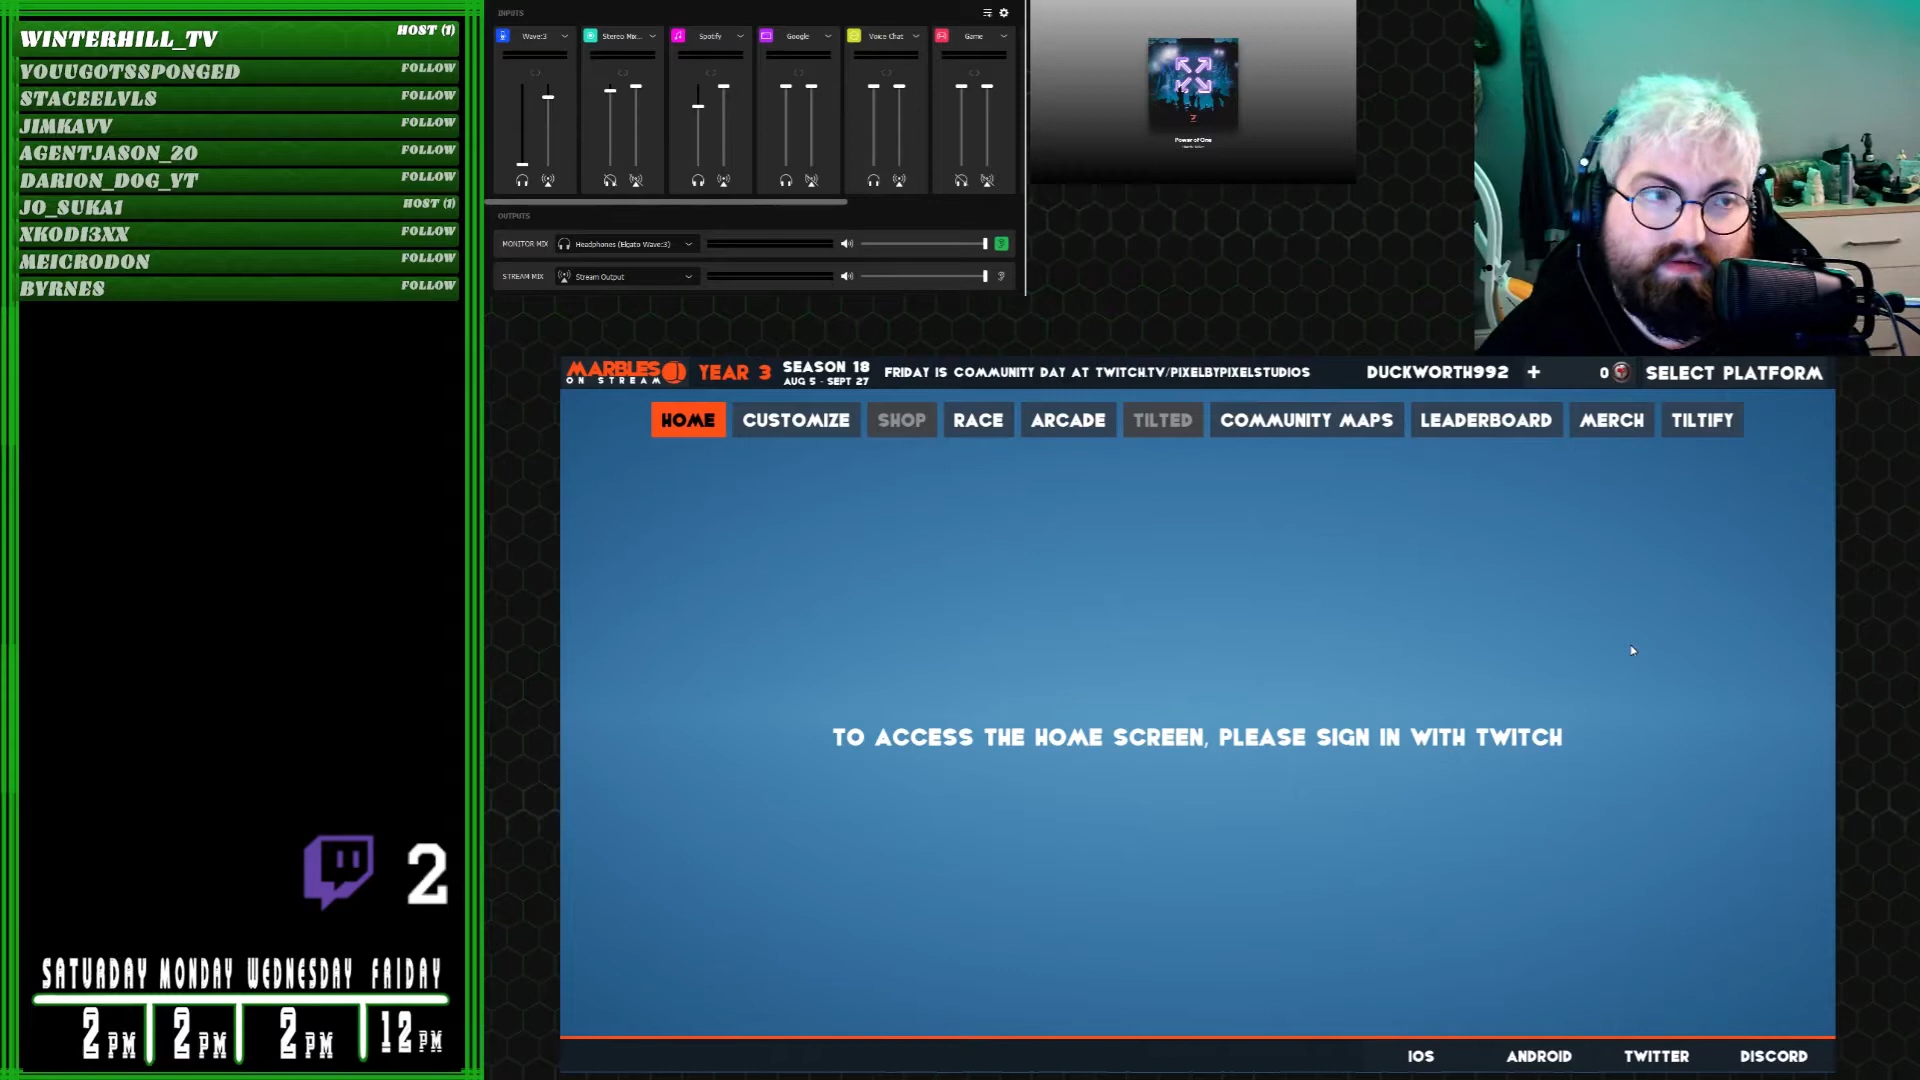 WINTERHILL_TV HOST (1)
YOUUGOTSSPONGED FOLLOW
STACEELVLS FOLLOW
JIMKAVV FOLLOW
AGENTJASON_20 FOLLOW
DARION_DOG_YT FOLLOW
JO_SUKA1 HOST (1)
XKODI3XX FOLLOW
MEICRODON FOLLOW
BYRNES FOLLOW
2
SATURDAY MONDAY WEDNESDAY FRIDAY
2 PM 2 PM 2 PM 12 PM
INPUTS
Wave:3 Stereo Mix... Spotify Google Voice Chat Game
OUTPUTS
MONITOR MIX Headphones (Elgato Wave:3)
STREAM MIX Stream Output
Power of One
MARBLES ON STREAM YEAR 3 SEASON 18 AUG 5 - SEPT 27 FRIDAY IS COMMUNITY DAY AT TWITCH.TV/PIXELBYPIXELSTUDIOS DUCKWORTH992 + 0 SELECT PLATFORM
HOME CUSTOMIZE SHOP RACE ARCADE TILTED COMMUNITY MAPS LEADERBOARD MERCH TILTIFY
TO ACCESS THE HOME SCREEN, PLEASE SIGN IN WITH TWITCH
IOS ANDROID TWITTER DISCORD